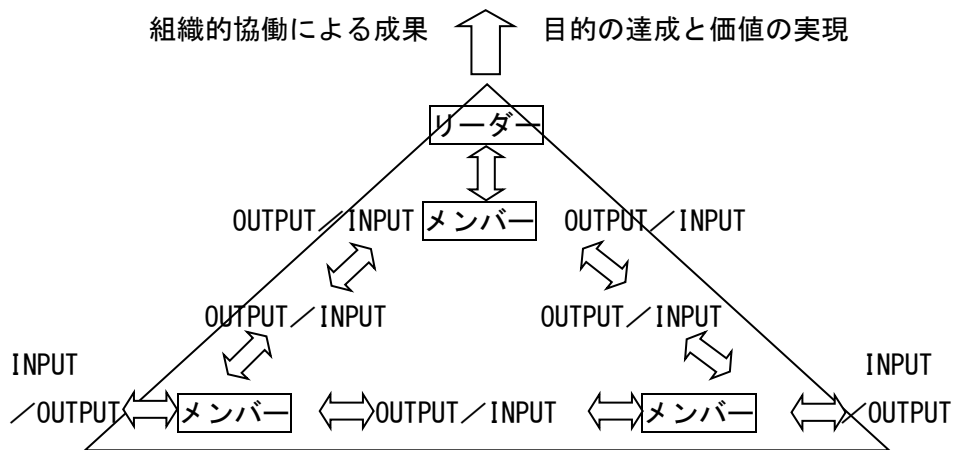 組織的協働による成果 目的の達成と価値の実現
リーダー
OUTPUT／INPUT メンバー OUTPUT／INPUT
OUTPUT／INPUT OUTPUT／INPUT
INPUT INPUT
／OUTPUT メンバー OUTPUT／INPUT メンバー ／OUTPUT